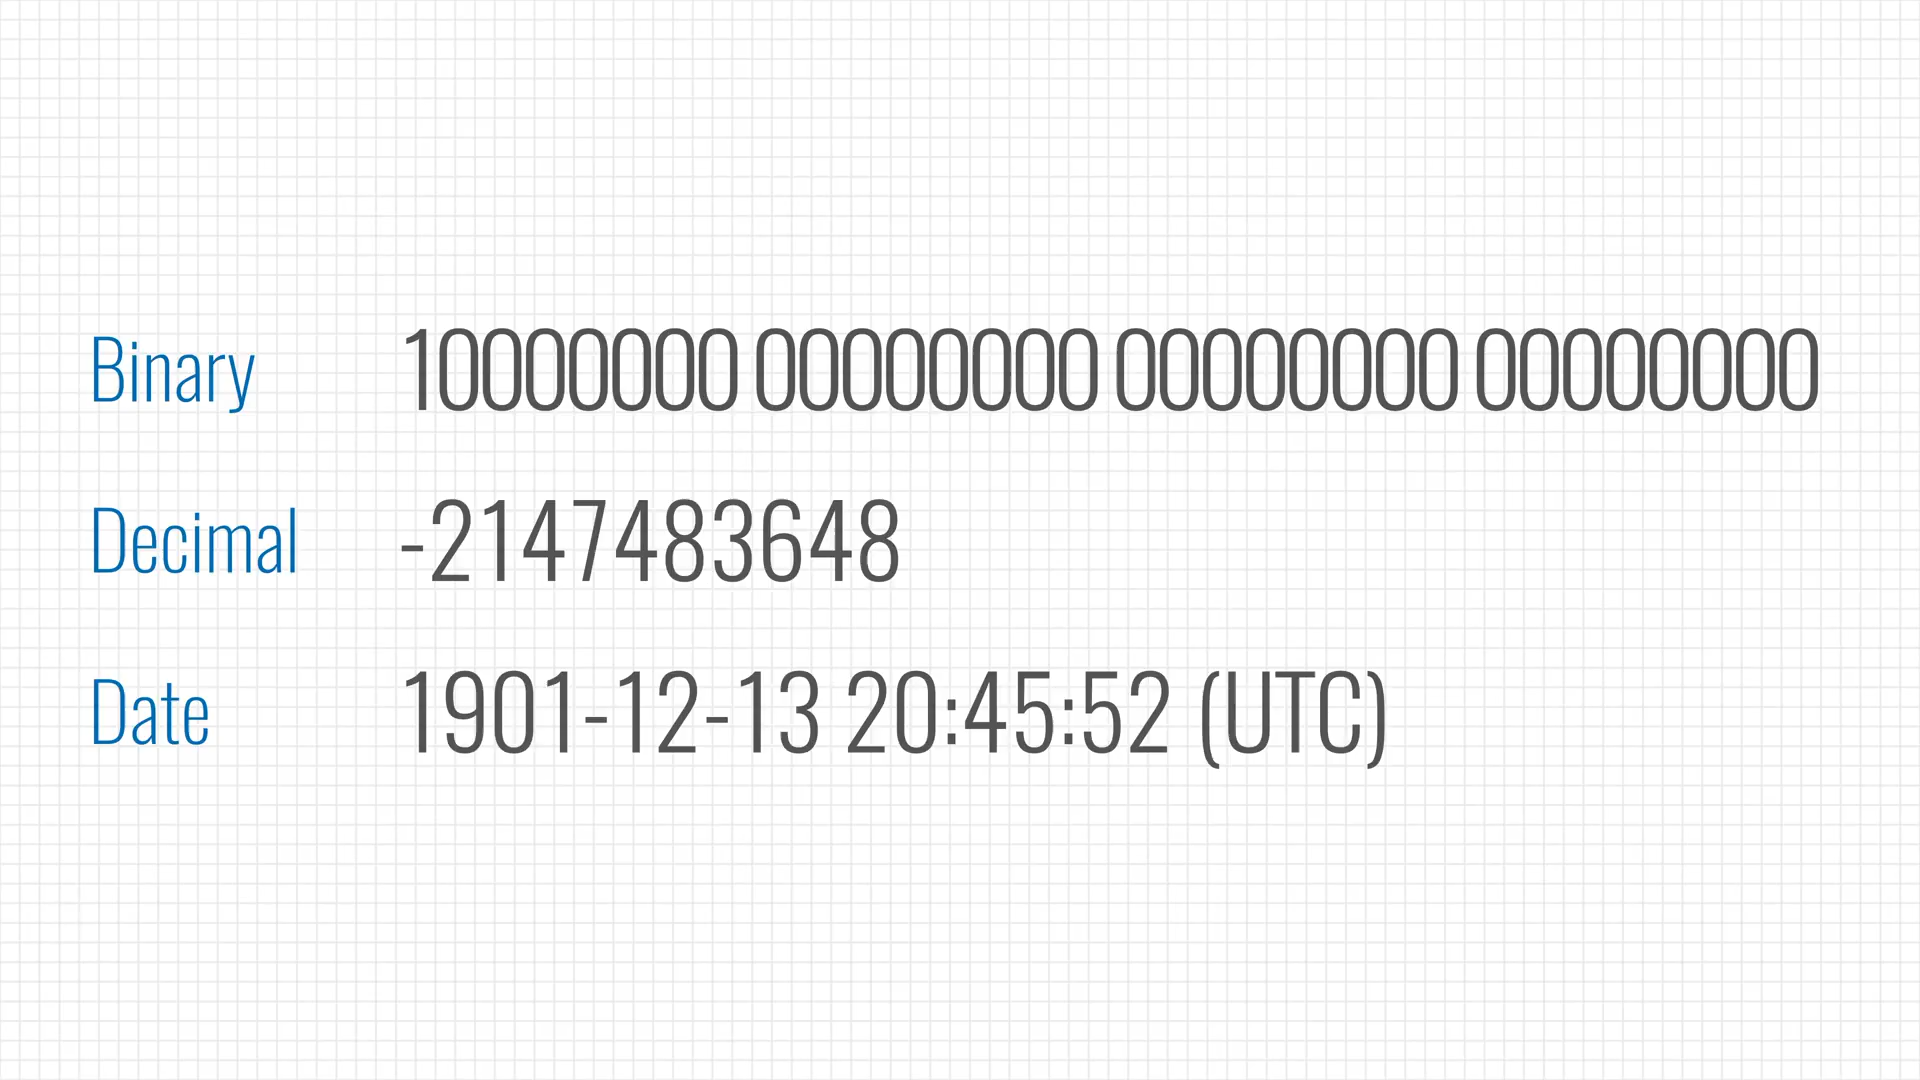 Binary 10000000 00000000 00000000 00000000
Decimal -2147483648
Date 1901-12-13 20:45:52 (UTC)